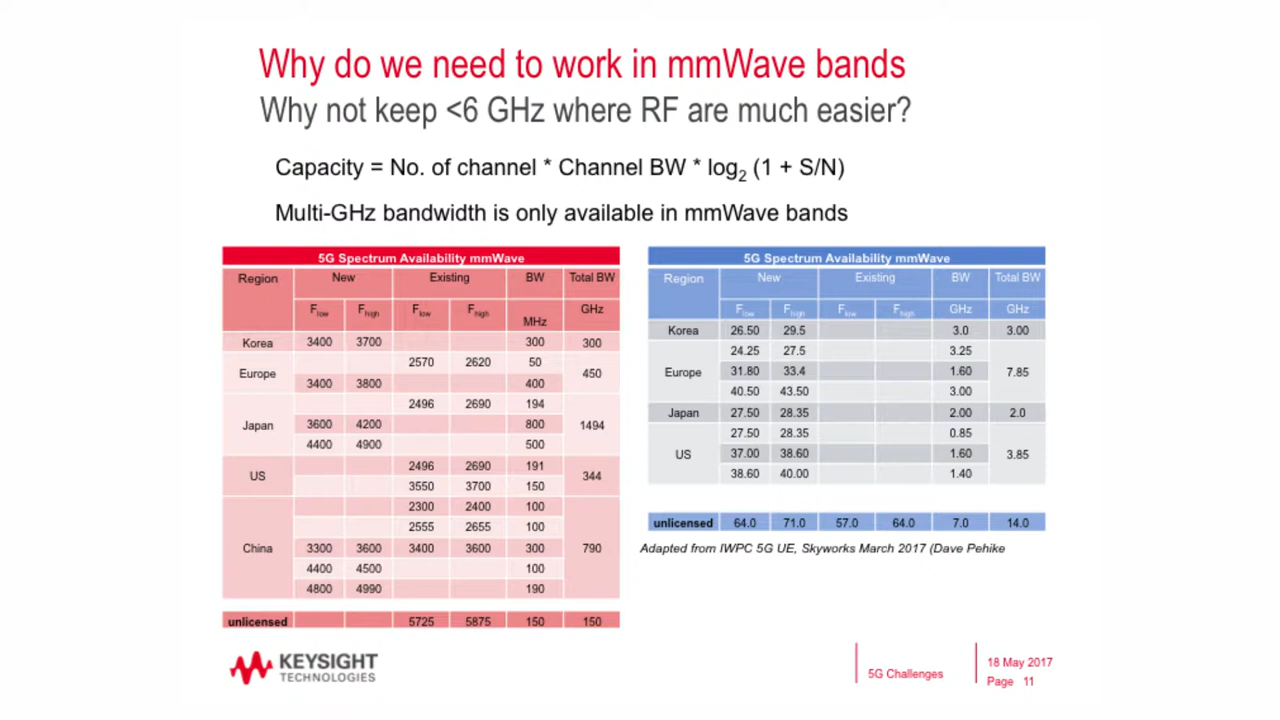 Why do we need to work in mmWave bands
Why not keep <6 GHz where RF are much easier?
Capacity = No. of channel * Channel BW * log2 (1 + S/N)
Multi-GHz bandwidth is only available in mmWave bands
5G Spectrum Availability mmWave
Region New Existing BW Total BW
Flow Fhigh Flow Fhigh MHz GHz
Korea 3400 3700 300 300
Europe 2570 2620 50 450
3400 3800 400
Japan 2496 2690 194 1494
3600 4200 800
4400 4900 500
US 2496 2690 191 344
3550 3700 150
China 2300 2400 100 790
2555 2655 100
3300 3600 3400 3600 300
4400 4500 100
4800 4990 190
unlicensed 5725 5875 150 150
5G Spectrum Availability mmWave
Region New Existing BW Total BW
Flow Fhigh Flow Fhigh GHz GHz
Korea 26.50 29.5 3.0 3.00
Europe 24.25 27.5 3.25 7.85
31.80 33.4 1.60
40.50 43.50 3.00
Japan 27.50 28.35 2.00 2.0
US 27.50 28.35 0.85 3.85
37.00 38.60 1.60
38.60 40.00 1.40
unlicensed 64.0 71.0 57.0 64.0 7.0 14.0
Adapted from IWPC 5G UE, Skyworks March 2017 (Dave Pehike
KEYSIGHT
TECHNOLOGIES
5G Challenges
18 May 2017
Page 11